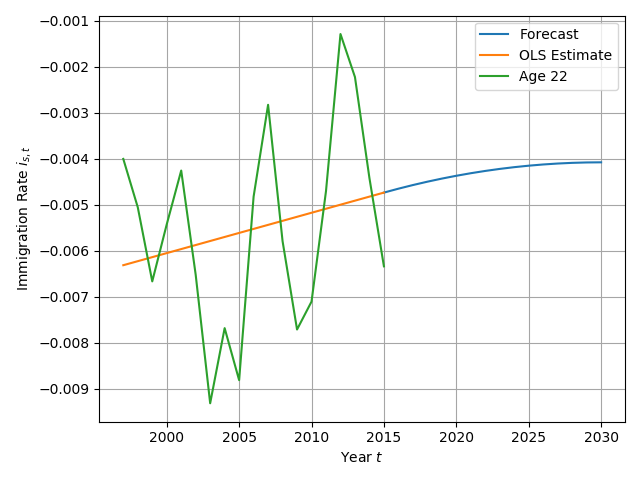 −0.001
−0.002
−0.003
−0.004
−0.005
−0.006
−0.007
−0.008
−0.009
Immigration Rate i_{s,t}
Forecast
OLS Estimate
Age 22
2000 2005 2010 2015 2020 2025 2030
Year t